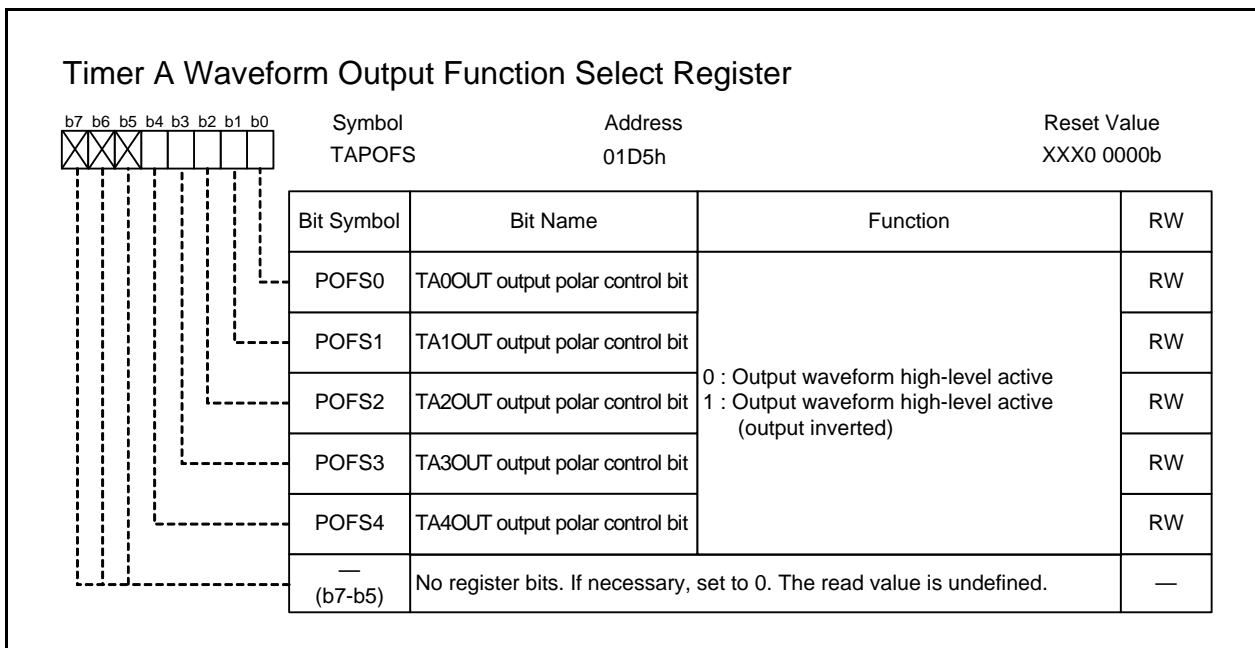 Timer A Waveform Output Function Select Register
b7 b6 b5 b4 b3 b2 b1 b0
Symbol Address Reset Value
TAPOFS 01D5h XXX0 0000b
Bit Symbol Bit Name Function RW
POFS0 TA0OUT output polar control bit RW
POFS1 TA1OUT output polar control bit RW
0 : Output waveform high-level active
POFS2 TA2OUT output polar control bit 1 : Output waveform high-level active RW
(output inverted)
POFS3 TA3OUT output polar control bit RW
POFS4 TA4OUT output polar control bit RW
—
(b7-b5) No register bits. If necessary, set to 0. The read value is undefined. —